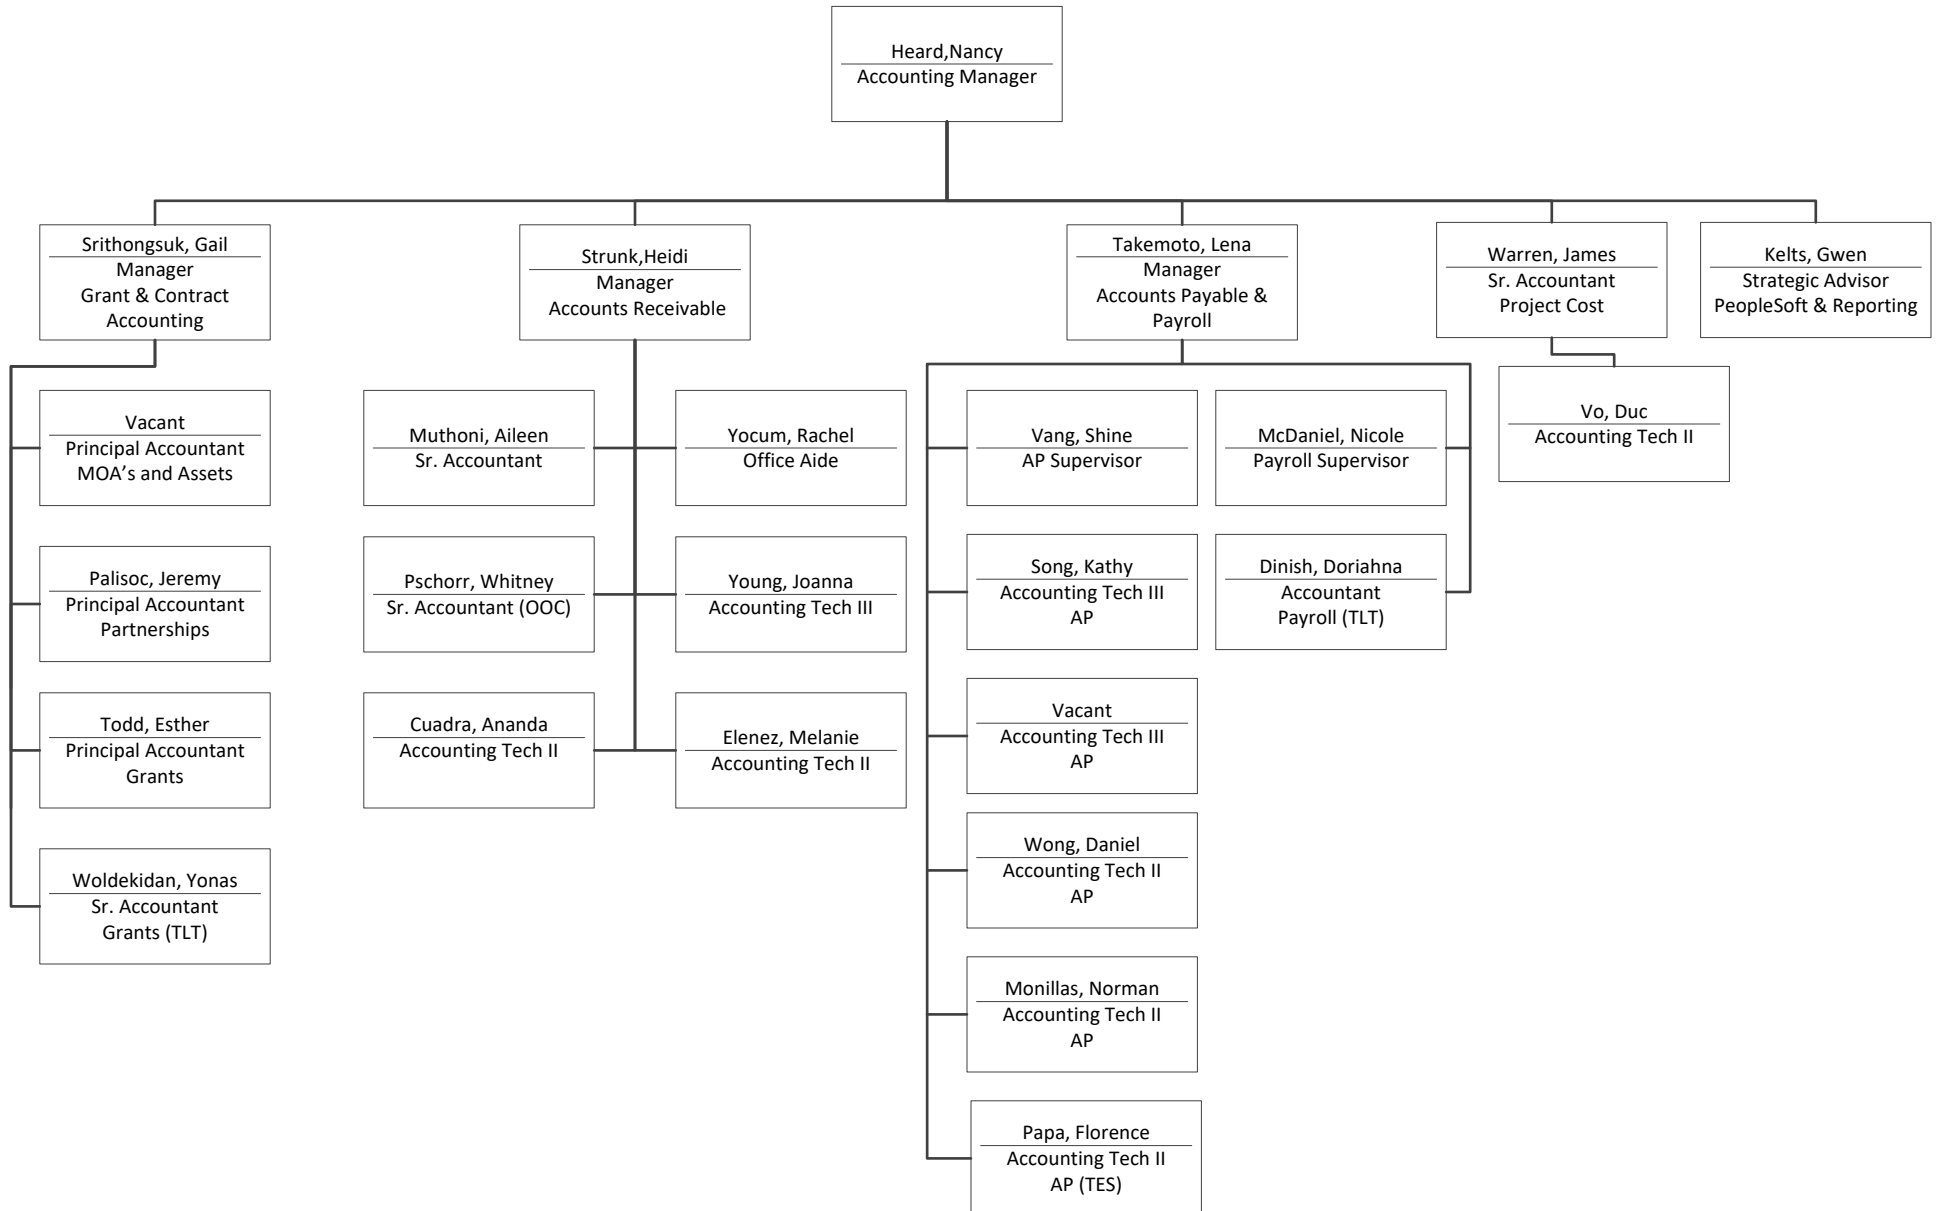 Heard,Nancy
Accounting Manager
Srithongsuk, Gail
Manager
Grant & Contract
Accounting
Strunk,Heidi
Manager
Accounts Receivable
Takemoto, Lena
Manager
Accounts Payable &
Payroll
Warren, James
Sr. Accountant
Project Cost
Kelts, Gwen
Strategic Advisor
PeopleSoft & Reporting
Vacant
Principal Accountant
MOA’s and Assets
Palisoc, Jeremy
Principal Accountant
Partnerships
Todd, Esther
Principal Accountant
Grants
Woldekidan, Yonas
Sr. Accountant
Grants (TLT)
Muthoni, Aileen
Sr. Accountant
Pschorr, Whitney
Sr. Accountant (OOC)
Cuadra, Ananda
Accounting Tech II
Yocum, Rachel
Office Aide
Young, Joanna
Accounting Tech III
Elenez, Melanie
Accounting Tech II
Vang, Shine
AP Supervisor
Song, Kathy
Accounting Tech III
AP
Vacant
Accounting Tech III
AP
Wong, Daniel
Accounting Tech II
AP
Monillas, Norman
Accounting Tech II
AP
Papa, Florence
Accounting Tech II
AP (TES)
McDaniel, Nicole
Payroll Supervisor
Dinish, Doriahna
Accountant
Payroll (TLT)
Vo, Duc
Accounting Tech II